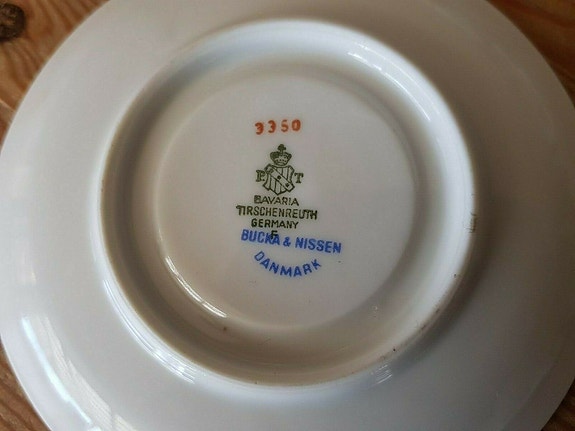 3350
P T
BAVARIA
TIRSCHENREUTH
GERMANY
BUCKA & NISSEN
DANMARK